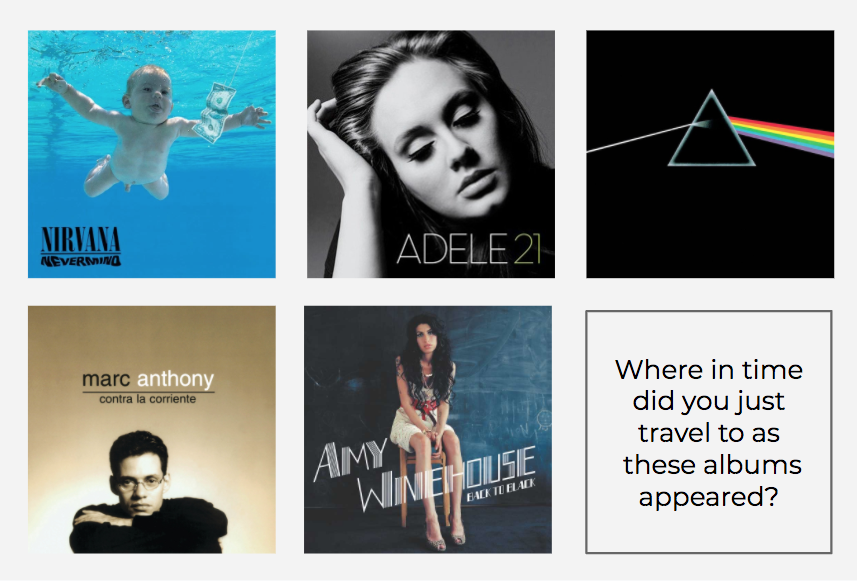 NIRVANA
NEVERMIND
ADELE 21
marc anthony
contra la corriente
AMY
WINEHOUSE
BACK TO BLACK
Where in time
did you just
travel to as
these albums
appeared?